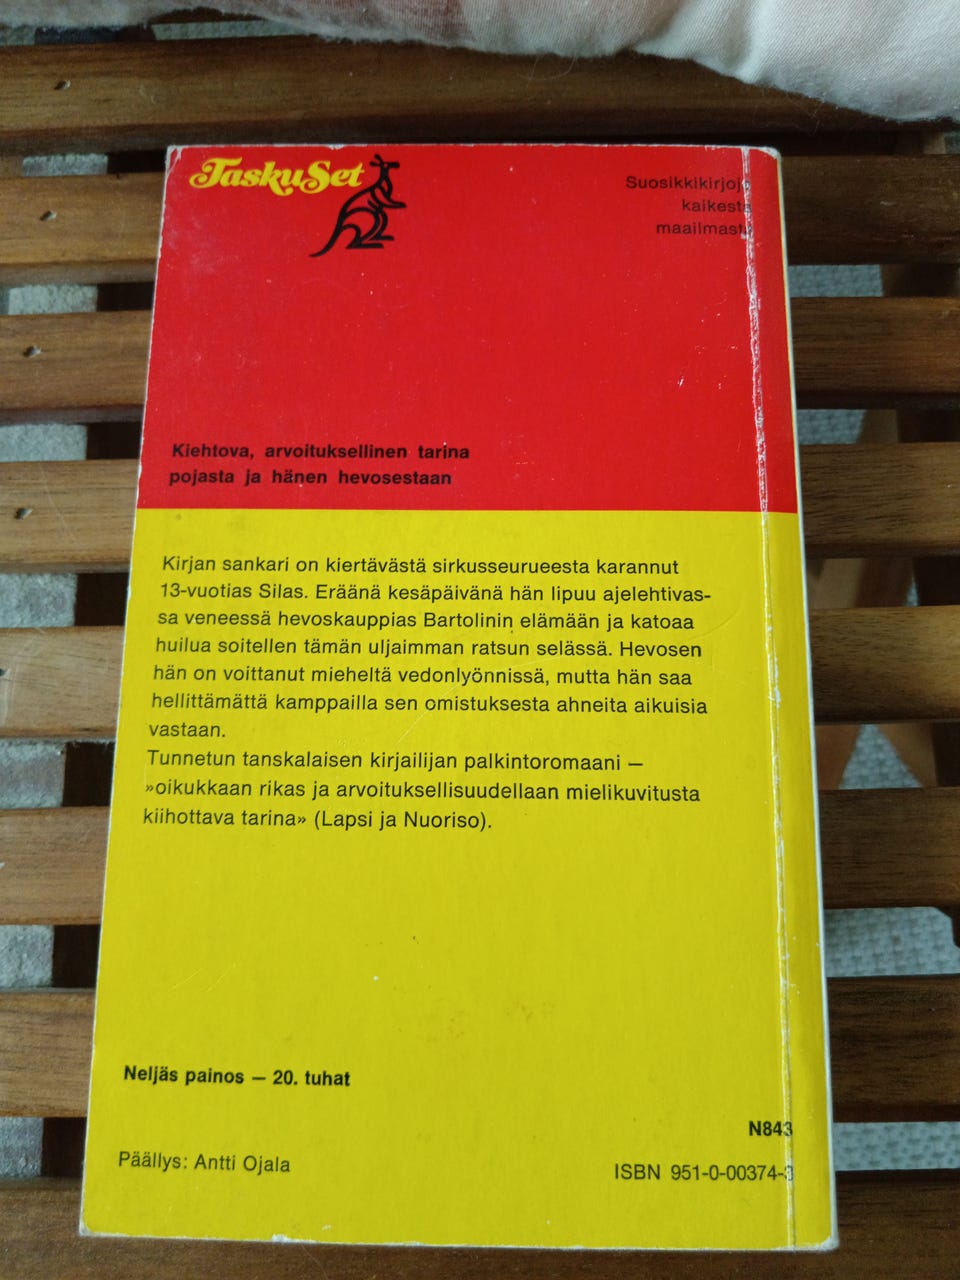 TaskuSet
Suosikkikirjoja
kaikesta
maailmasta
Kiehtova, arvoituksellinen tarina
pojasta ja hänen hevosestaan
Kirjan sankari on kiertävästä sirkusseurueesta karannut
13-vuotias Silas. Eräänä kesäpäivänä hän lipuu ajelehtivas-
sa veneessä hevoskauppias Bartolinin elämään ja katoaa
huilua soitellen tämän uljaimman ratsun selässä. Hevosen
hän on voittanut mieheltä vedonlyönnissä, mutta hän saa
hellittämättä kamppailla sen omistuksesta ahneita aikuisia
vastaan.
Tunnetun tanskalaisen kirjailijan palkintoromaani —
»oikukkaan rikas ja arvoituksellisuudellaan mielikuvitusta
kiihottava tarina» (Lapsi ja Nuoriso).
Neljäs painos — 20. tuhat
N843
Päällys: Antti Ojala
ISBN 951-0-00374-3